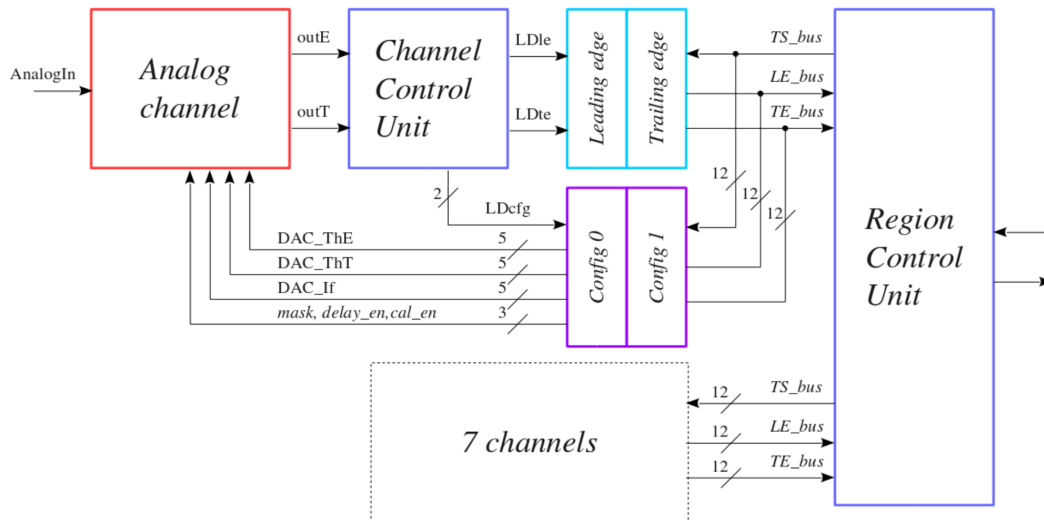 AnalogIn
Analog
channel
outE
outT
Channel
Control
Unit
LDle
LDte
Leading edge
Trailing edge
TS_bus
LE_bus
TE_bus
12
12
12
2
LDcfg
Config 0
Config 1
DAC_ThE
5
DAC_ThT
5
DAC_If
5
mask, delay_en,cal_en
3
Region
Control
Unit
7 channels
12
TS_bus
12
LE_bus
12
TE_bus